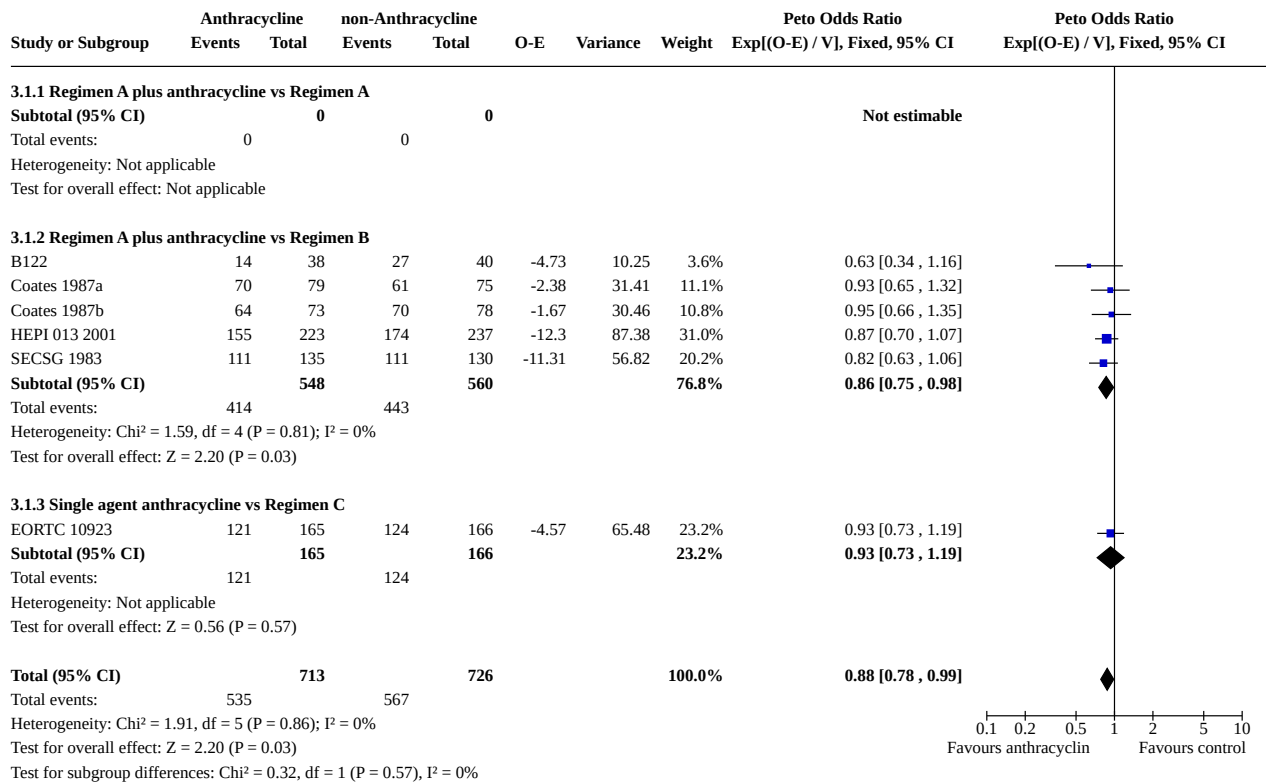 Anthracycline non-Anthracycline Peto Odds Ratio Peto Odds Ratio
Study or Subgroup Events Total Events Total O-E Variance Weight Exp[(O-E) / V], Fixed, 95% CI Exp[(O-E) / V], Fixed, 95% CI
3.1.1 Regimen A plus anthracycline vs Regimen A
Subtotal (95% CI) 0 0 Not estimable
Total events: 0 0
Heterogeneity: Not applicable
Test for overall effect: Not applicable
3.1.2 Regimen A plus anthracycline vs Regimen B
B122 14 38 27 40 -4.73 10.25 3.6% 0.63 [0.34 , 1.16]
Coates 1987a 70 79 61 75 -2.38 31.41 11.1% 0.93 [0.65 , 1.32]
Coates 1987b 64 73 70 78 -1.67 30.46 10.8% 0.95 [0.66 , 1.35]
HEPI 013 2001 155 223 174 237 -12.3 87.38 31.0% 0.87 [0.70 , 1.07]
SECSG 1983 111 135 111 130 -11.31 56.82 20.2% 0.82 [0.63 , 1.06]
Subtotal (95% CI) 548 560 76.8% 0.86 [0.75 , 0.98]
Total events: 414 443
Heterogeneity: Chi² = 1.59, df = 4 (P = 0.81); I² = 0%
Test for overall effect: Z = 2.20 (P = 0.03)
3.1.3 Single agent anthracycline vs Regimen C
EORTC 10923 121 165 124 166 -4.57 65.48 23.2% 0.93 [0.73 , 1.19]
Subtotal (95% CI) 165 166 23.2% 0.93 [0.73 , 1.19]
Total events: 121 124
Heterogeneity: Not applicable
Test for overall effect: Z = 0.56 (P = 0.57)
Total (95% CI) 713 726 100.0% 0.88 [0.78 , 0.99]
Total events: 535 567
Heterogeneity: Chi² = 1.91, df = 5 (P = 0.86); I² = 0%
Test for overall effect: Z = 2.20 (P = 0.03)
Test for subgroup differences: Chi² = 0.32, df = 1 (P = 0.57), I² = 0%
0.1 0.2 0.5 1 2 5 10
Favours anthracyclin Favours control